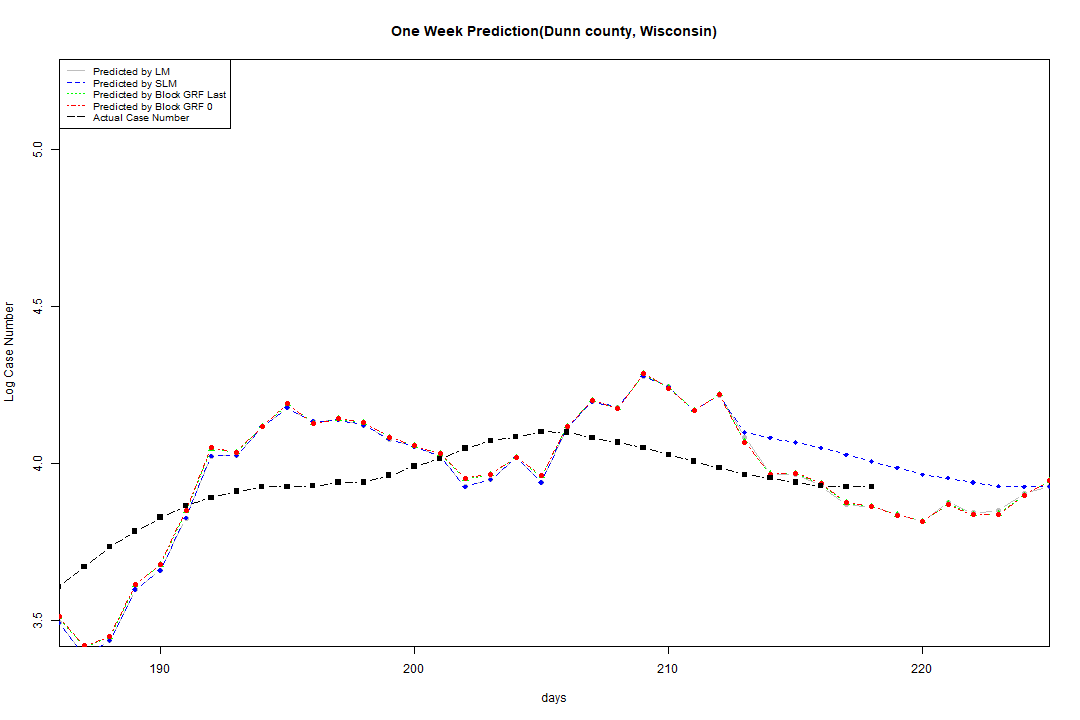 One Week Prediction(Dunn county, Wisconsin)
Predicted by LM
Predicted by SLM
Predicted by Block GRF Last
Predicted by Block GRF 0
Actual Case Number
5.0
4.5
4.0
3.5
Log Case Number
190 200 210 220
days